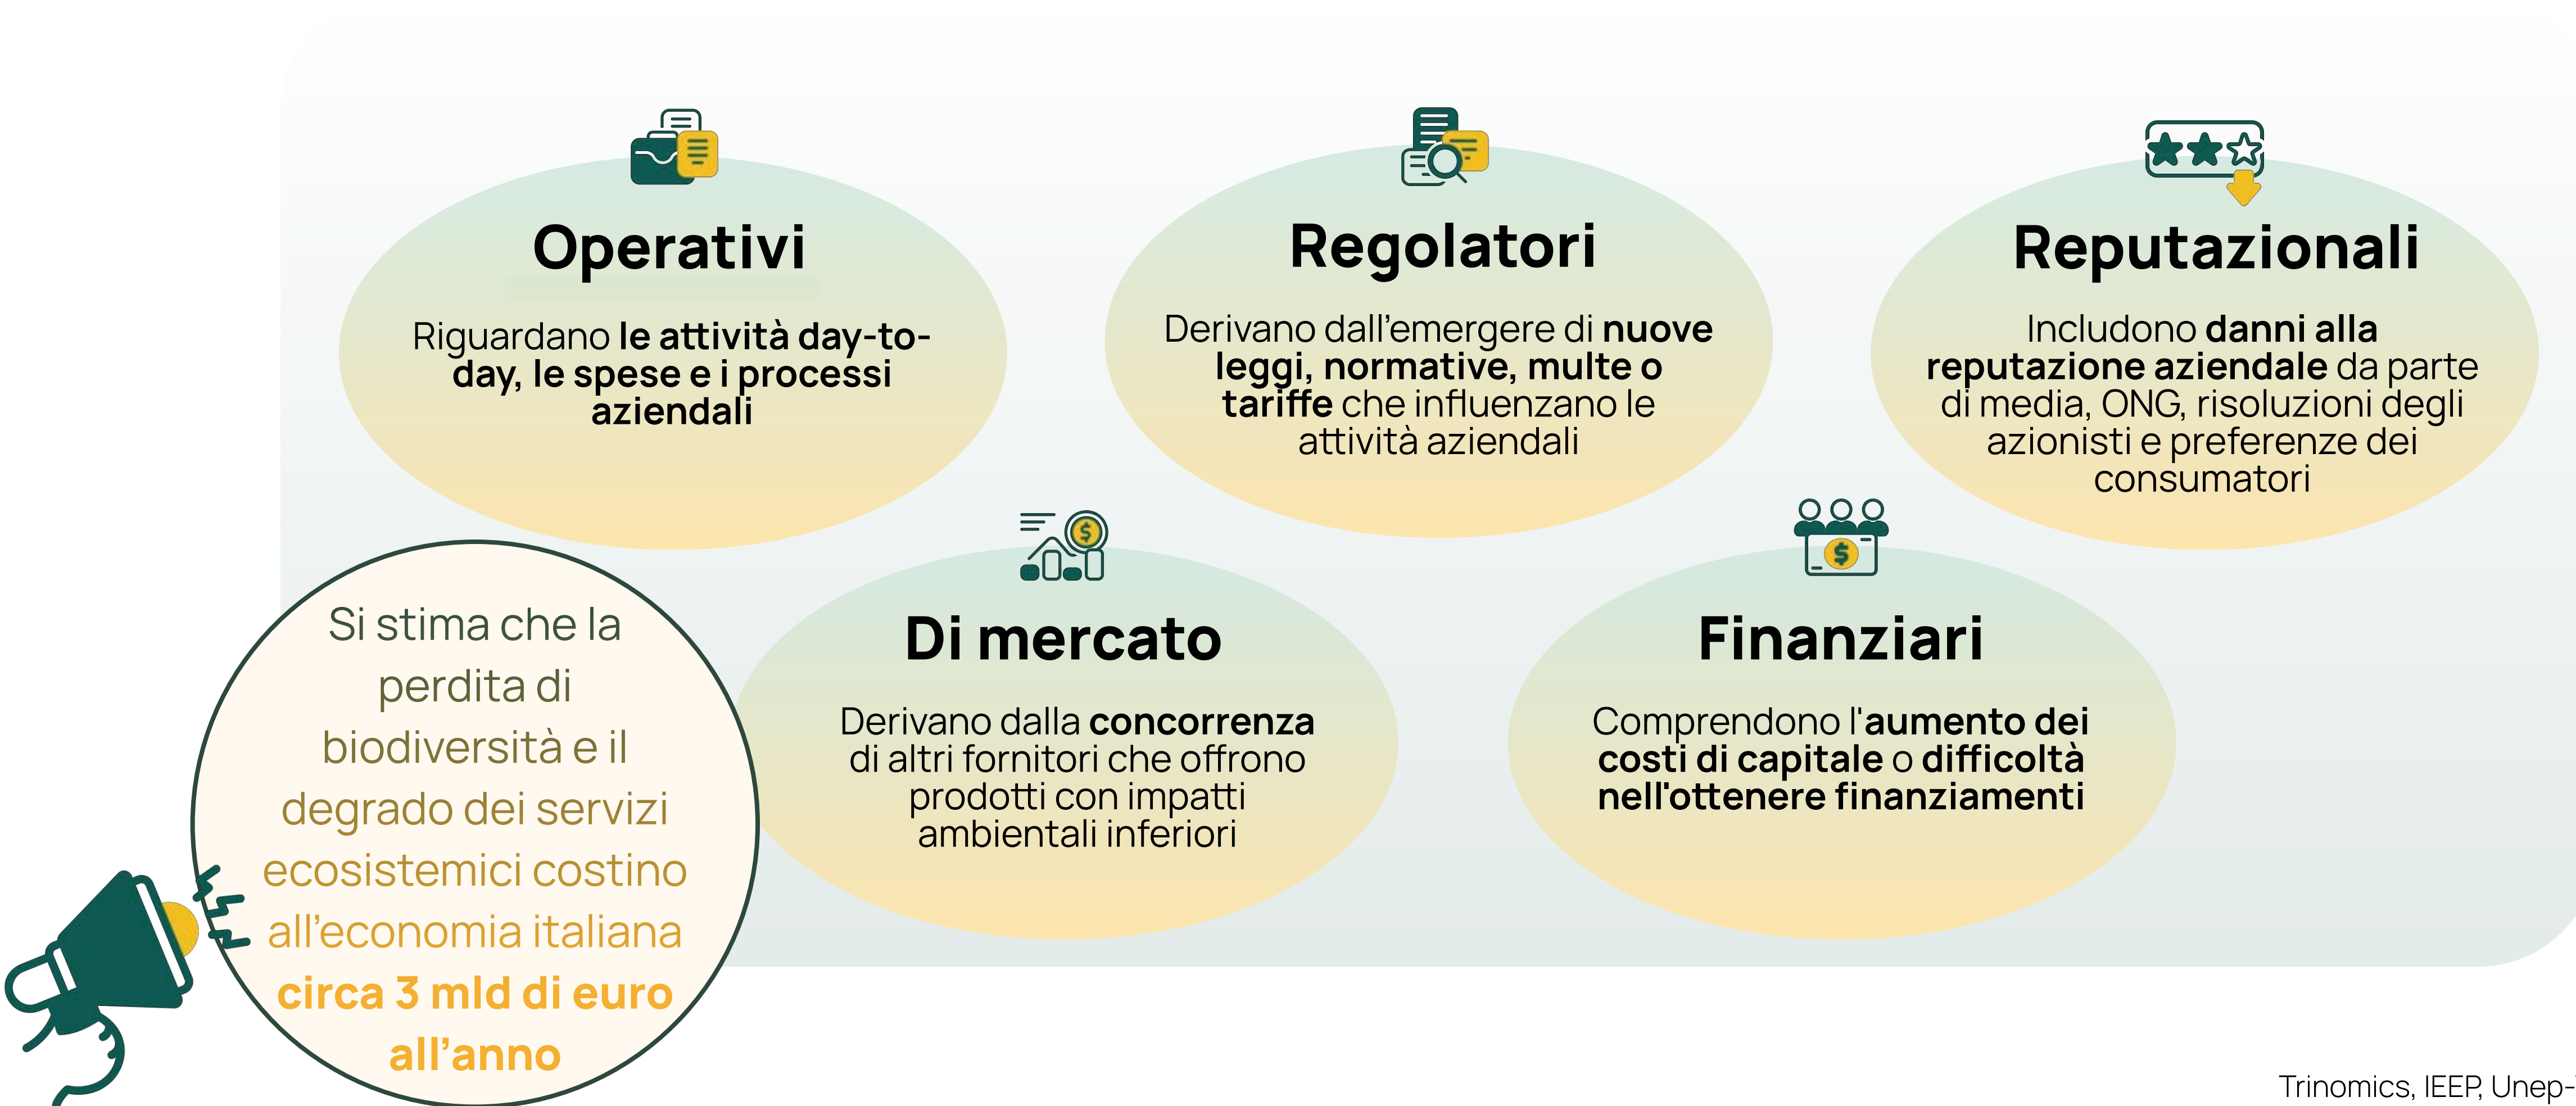 Operativi
Riguardano le attività day-to-
day, le spese e i processi
aziendali
Regolatori
Derivano dall’emergere di nuove
leggi, normative, multe o
tariffe che influenzano le
attività aziendali
Reputazionali
Includono danni alla
reputazione aziendale da parte
di media, ONG, risoluzioni degli
azionisti e preferenze dei
consumatori
Di mercato
Derivano dalla concorrenza
di altri fornitori che offrono
prodotti con impatti
ambientali inferiori
Finanziari
Comprendono l'aumento dei
costi di capitale o difficoltà
nell'ottenere finanziamenti
Si stima che la
perdita di
biodiversità e il
degrado dei servizi
ecosistemici costino
all’economia italiana
circa 3 mld di euro
all’anno
Trinomics, IEEP, Unep-